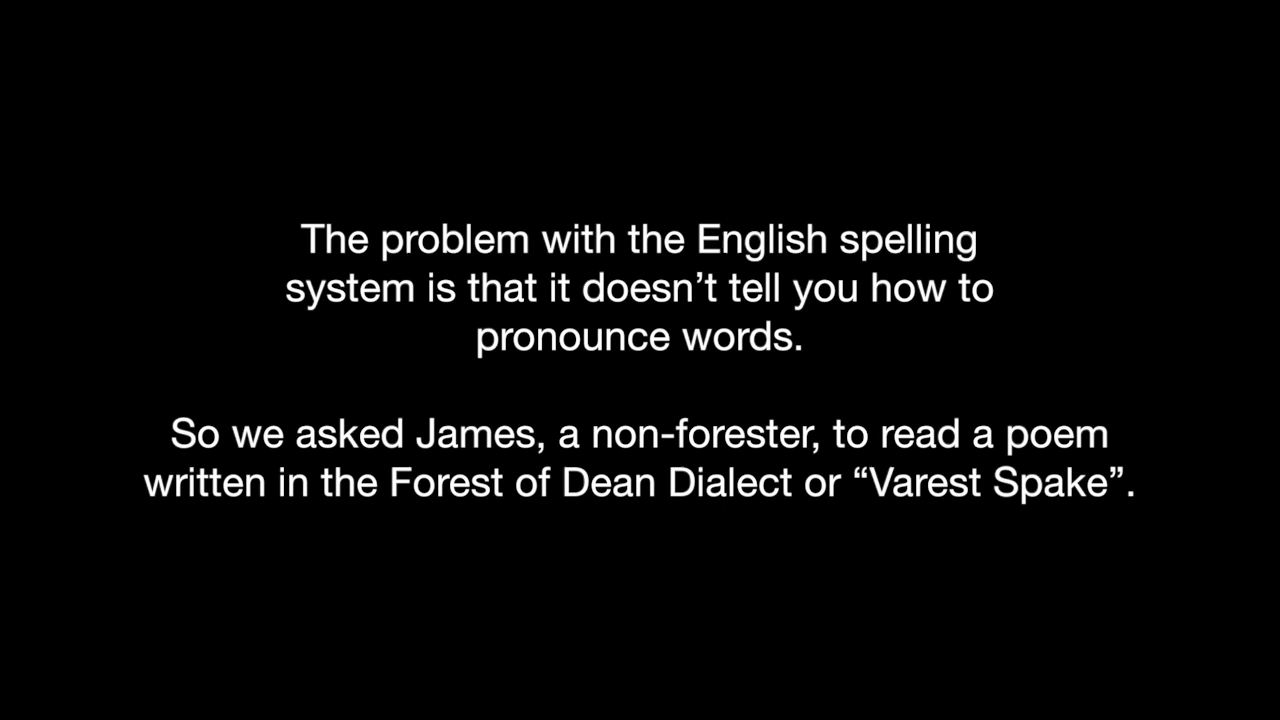 The problem with the English spelling
system is that it doesn’t tell you how to
pronounce words.
So we asked James, a non-forester, to read a poem
written in the Forest of Dean Dialect or “Varest Spake”.